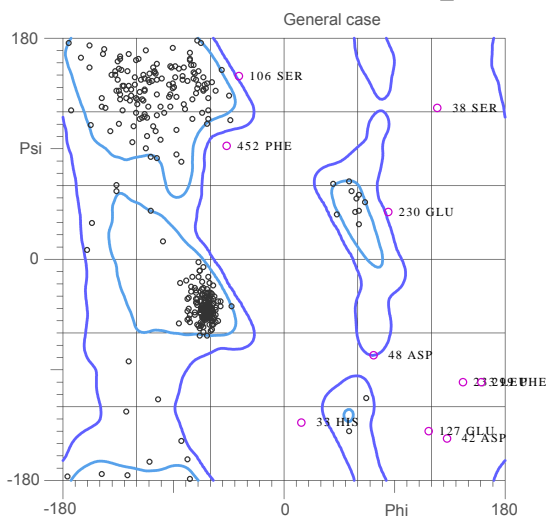 General case
180
106 SER
38 SER
Psi
452 PHE
230 GLU
0
48 ASP
PHE
33 HIS
127 GLU
42 ASP
-180
-180
0
Phi
180